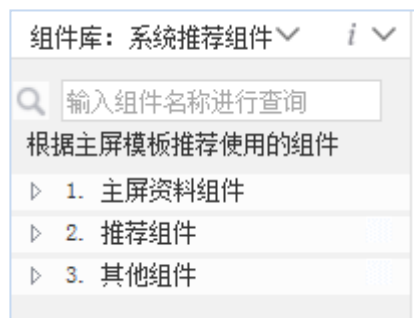 组件库：系统推荐组件 i
输入组件名称进行查询
根据主屏模板推荐使用的组件
1. 主屏资料组件
2. 推荐组件
3. 其他组件